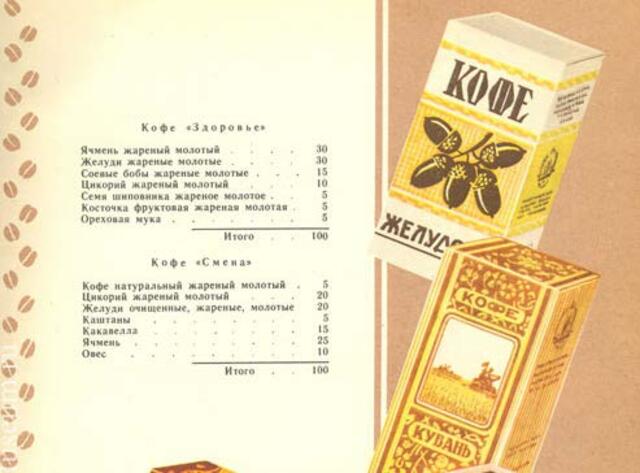 Кофе «Здоровье»
Ячмень жареный молотый . . . . 30
Желуди жареные молотые . . . . 30
Соевые бобы жареные молотые . . . 15
Цикорий жареный молотый . . . 10
Семя шиповника жареное молотое . . 5
Косточка фруктовая жареная молотая . 5
Ореховая мука . . . . . . 5
Итого . . 100
Кофе «Смена»
Кофе натуральный жареный молотый . 5
Цикорий жареный молотый . . . 20
Желуди очищенные, жареные, молотые 20
Каштаны . . . . . . . 5
Какавелла . . . . . . 15
Ячмень . . . . . . . 25
Овес . . . . . . . 10
Итого . . 100
КОФЕ
КОФЕ
КУБАНЬ